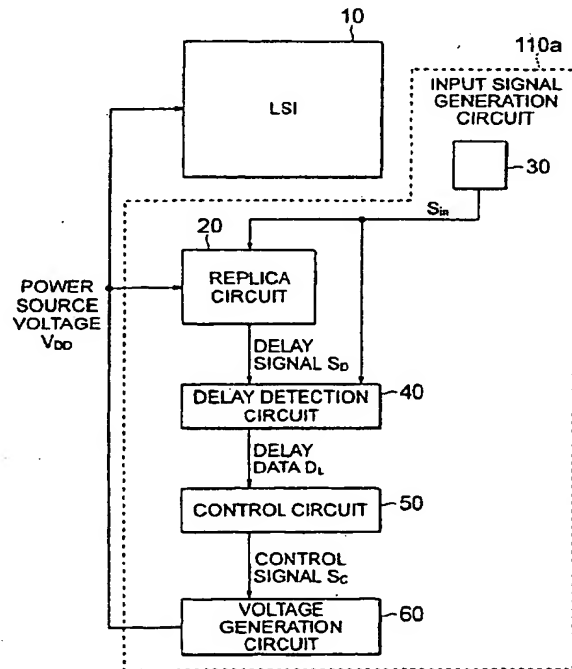 10
110a
LSI
INPUT SIGNAL
GENERATION
CIRCUIT
30
Sin
20
REPLICA
CIRCUIT
POWER
SOURCE
VOLTAGE
VDD
DELAY
SIGNAL SD
DELAY DETECTION
CIRCUIT
40
DELAY
DATA DL
CONTROL CIRCUIT
50
CONTROL
SIGNAL SC
VOLTAGE
GENERATION
CIRCUIT
60